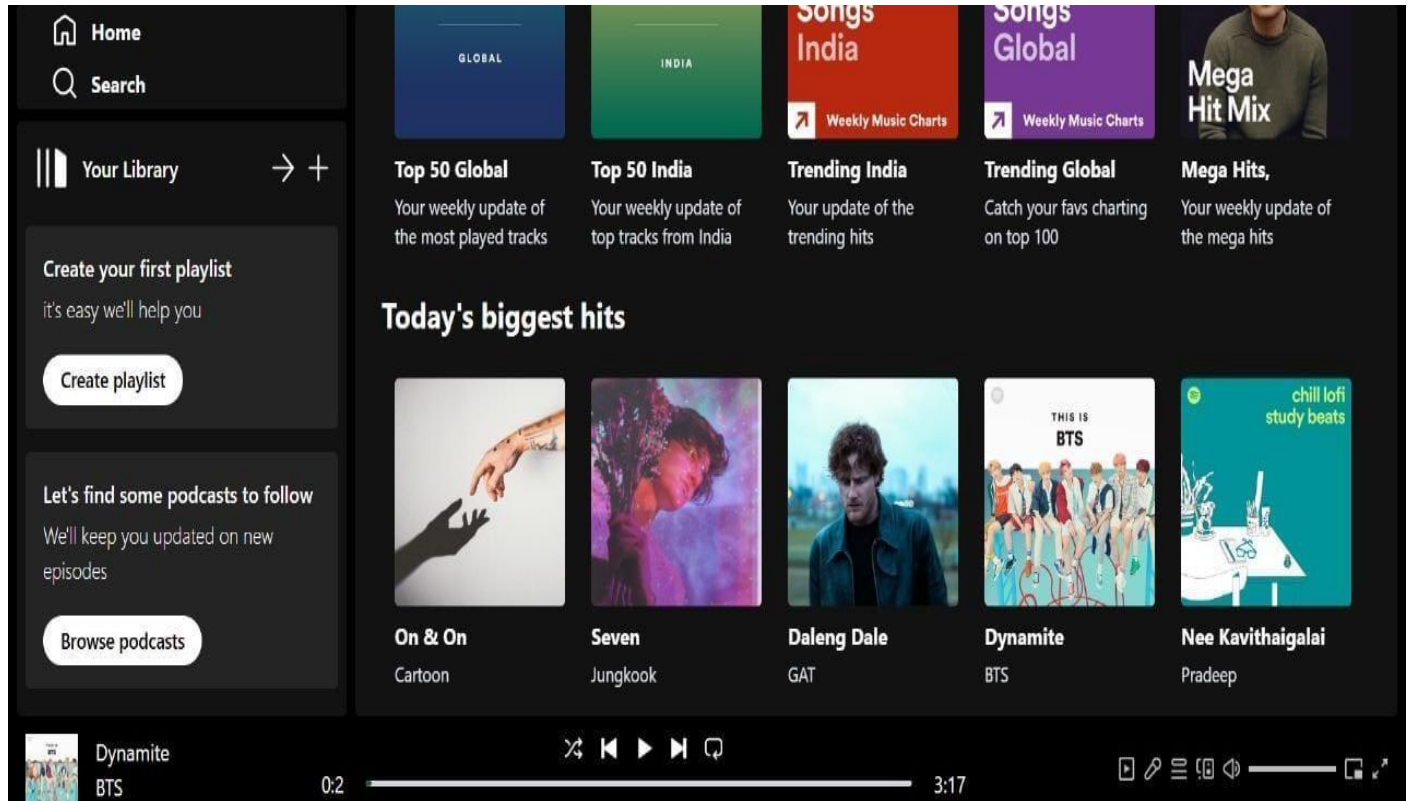 Home
Search
Your Library
Create your first playlist
it's easy we'll help you
Create playlist
Let's find some podcasts to follow
We'll keep you updated on new
episodes
Browse podcasts
GLOBAL
Top 50 Global
Your weekly update of
the most played tracks
INDIA
Top 50 India
Your weekly update of
top tracks from India
Songs
India
Weekly Music Charts
Trending India
Your update of the
trending hits
Songs
Global
Weekly Music Charts
Trending Global
Catch your favs charting
on top 100
Mega
Hit Mix
Mega Hits,
Your weekly update of
the mega hits
Today's biggest hits
On & On
Cartoon
Seven
Jungkook
Daleng Dale
GAT
THIS IS
BTS
Dynamite
BTS
chill lofi
study beats
Nee Kavithaigalai
Pradeep
Dynamite
BTS
0:2
3:17